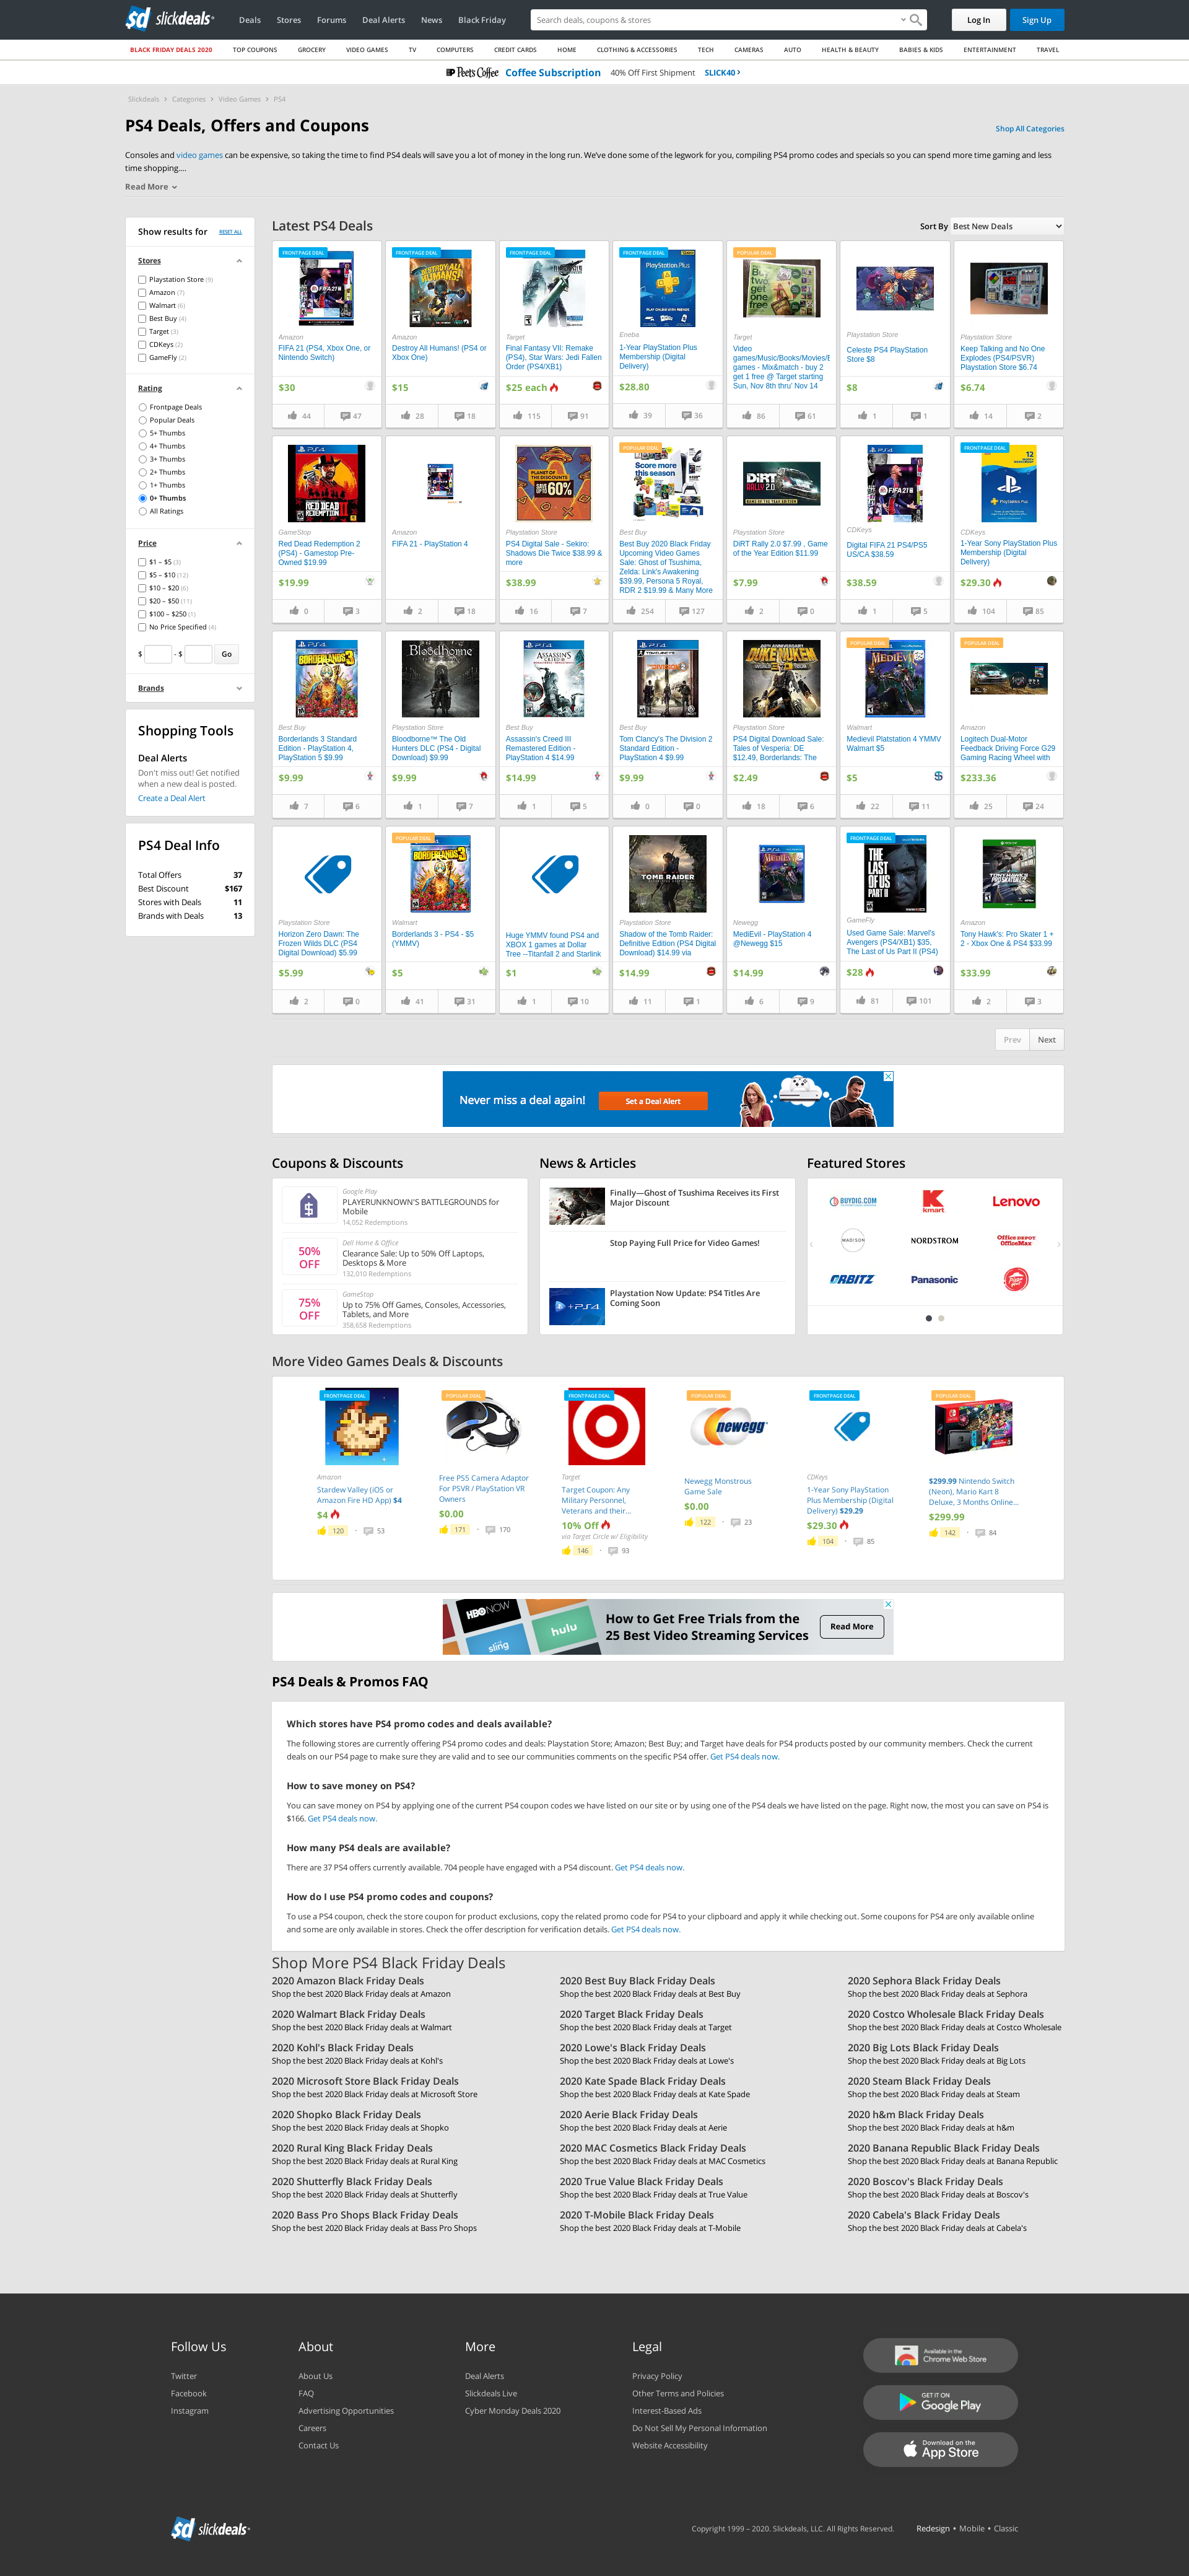 slickdeals
Deals Stores Forums Deal Alerts News Black Friday
Search deals, coupons & stores
Log In
Sign Up
BLACK FRIDAY DEALS 2020 TOP COUPONS GROCERY VIDEO GAMES TV COMPUTERS CREDIT CARDS HOME CLOTHING & ACCESSORIES TECH CAMERAS AUTO HEALTH & BEAUTY BABIES & KIDS ENTERTAINMENT TRAVEL
Peet's Coffee Coffee Subscription 40% Off First Shipment SLICK40 ›
Slickdeals › Categories › Video Games › PS4
PS4 Deals, Offers and Coupons
Shop All Categories
Consoles and video games can be expensive, so taking the time to find PS4 deals will save you a lot of money in the long run. We've done some of the legwork for you, compiling PS4 promo codes and specials so you can spend more time gaming and less
time shopping....
Read More
Show results for RESET ALL
Stores
Playstation Store (9)
Amazon (7)
Walmart (6)
Best Buy (4)
Target (3)
CDKeys (2)
GameFly (2)
Rating
Frontpage Deals
Popular Deals
5+ Thumbs
4+ Thumbs
3+ Thumbs
2+ Thumbs
1+ Thumbs
0+ Thumbs
All Ratings
Price
$1 – $5 (3)
$5 – $10 (12)
$10 – $20 (6)
$20 – $50 (11)
$100 – $250 (1)
No Price Specified (4)
$ - $ Go
Brands
Shopping Tools
Deal Alerts
Don't miss out! Get notified
when a new deal is posted.
Create a Deal Alert
PS4 Deal Info
Total Offers 37
Best Discount $167
Stores with Deals 11
Brands with Deals 13
Latest PS4 Deals
Sort By Best New Deals
FRONTPAGE DEAL
Amazon
FIFA 21 (PS4, Xbox One, or
Nintendo Switch)
$30
44 47
FRONTPAGE DEAL
Amazon
Destroy All Humans! (PS4 or
Xbox One)
$15
28 18
FRONTPAGE DEAL
Target
Final Fantasy VII: Remake
(PS4), Star Wars: Jedi Fallen
Order (PS4/XB1)
$25 each
115 91
FRONTPAGE DEAL
Eneba
1-Year PlayStation Plus
Membership (Digital
Delivery)
$28.80
39 36
POPULAR DEAL
Target
Video
games/Music/Books/Movies/E
games - Mix&match - buy 2
get 1 free @ Target starting
Sun, Nov 8th thru' Nov 14
86 61
Playstation Store
Celeste PS4 PlayStation
Store $8
$8
1 1
Playstation Store
Keep Talking and No One
Explodes (PS4/PSVR)
Playstation Store $6.74
$6.74
14 2
GameStop
Red Dead Redemption 2
(PS4) - Gamestop Pre-
Owned $19.99
$19.99
0 3
Amazon
FIFA 21 - PlayStation 4
2 18
PLANET OF
THE DISCOUNTS
60%
Playstation Store
PS4 Digital Sale - Sekiro:
Shadows Die Twice $38.99 &
more
$38.99
16 7
POPULAR DEAL
Score more
this season
Best Buy
Best Buy 2020 Black Friday
Upcoming Video Games
Sale: Ghost of Tsushima,
Zelda: Link's Awakening
$39.99, Persona 5 Royal,
RDR 2 $19.99 & Many More
254 127
DiRT
RALLY 2.0
Playstation Store
DiRT Rally 2.0 $7.99 , Game
of the Year Edition $11.99
$7.99
2 0
CDKeys
Digital FIFA 21 PS4/PS5
US/CA $38.59
$38.59
1 5
FRONTPAGE DEAL
CDKeys
1-Year Sony PlayStation Plus
Membership (Digital
Delivery)
$29.30
104 85
Best Buy
Borderlands 3 Standard
Edition - PlayStation 4,
PlayStation 5 $9.99
$9.99
7 6
Bloodborne
Playstation Store
Bloodborne™ The Old
Hunters DLC (PS4 - Digital
Download) $9.99
$9.99
1 7
Best Buy
Assassin's Creed III
Remastered Edition -
PlayStation 4 $14.99
$14.99
1 5
Best Buy
Tom Clancy's The Division 2
Standard Edition -
PlayStation 4 $9.99
$9.99
0 0
Playstation Store
PS4 Digital Download Sale:
Tales of Vesperia: DE
$12.49, Borderlands: The
$2.49
18 6
POPULAR DEAL
Walmart
Medievil Platstation 4 YMMV
Walmart $5
$5
22 11
POPULAR DEAL
Amazon
Logitech Dual-Motor
Feedback Driving Force G29
Gaming Racing Wheel with
$233.36
25 24
Playstation Store
Horizon Zero Dawn: The
Frozen Wilds DLC (PS4
Digital Download) $5.99
$5.99
2 0
POPULAR DEAL
Walmart
Borderlands 3 - PS4 - $5
(YMMV)
$5
41 31
Huge YMMV found PS4 and
XBOX 1 games at Dollar
Tree --Titanfall 2 and Starlink
$1
1 10
TOMB RAIDER
Playstation Store
Shadow of the Tomb Raider:
Definitive Edition (PS4 Digital
Download) $14.99 via
$14.99
11 1
Newegg
MediEvil - PlayStation 4
@Newegg $15
$14.99
6 9
FRONTPAGE DEAL
THE LAST
OF US
PART II
GameFly
Used Game Sale: Marvel's
Avengers (PS4/XB1) $35,
The Last of Us Part II (PS4)
$28
81 101
Amazon
Tony Hawk's: Pro Skater 1 +
2 - Xbox One & PS4 $33.99
$33.99
2 3
Prev Next
Never miss a deal again! Set a Deal Alert
Coupons & Discounts
Google Play
PLAYERUNKNOWN'S BATTLEGROUNDS for
Mobile
14,052 Redemptions
50%
OFF
Dell Home & Office
Clearance Sale: Up to 50% Off Laptops,
Desktops & More
132,010 Redemptions
75%
OFF
GameStop
Up to 75% Off Games, Consoles, Accessories,
Tablets, and More
358,658 Redemptions
News & Articles
Finally—Ghost of Tsushima Receives its First
Major Discount
Stop Paying Full Price for Video Games!
Playstation Now Update: PS4 Titles Are
Coming Soon
Featured Stores
BUYDIG.COM kmart Lenovo
MADISON NORDSTROM Office DEPOT OfficeMax
ORBITZ Panasonic Pizza Hut
More Video Games Deals & Discounts
FRONTPAGE DEAL
Amazon
Stardew Valley (iOS or
Amazon Fire HD App) $4
$4
120 · 53
POPULAR DEAL
Free PS5 Camera Adaptor
For PSVR / PlayStation VR
Owners
$0.00
171 · 170
FRONTPAGE DEAL
Target
Target Coupon: Any
Military Personnel,
Veterans and their...
10% Off
via Target Circle w/ Eligibility
146 · 93
POPULAR DEAL
newegg
Newegg Monstrous
Game Sale
$0.00
122 · 23
FRONTPAGE DEAL
CDKeys
1-Year Sony PlayStation
Plus Membership (Digital
Delivery) $29.29
$29.30
104 · 85
POPULAR DEAL
$299.99 Nintendo Switch
(Neon), Mario Kart 8
Deluxe, 3 Months Online...
$299.99
142 · 84
HBO NOW
sling
hulu
How to Get Free Trials from the
25 Best Video Streaming Services
Read More
PS4 Deals & Promos FAQ
Which stores have PS4 promo codes and deals available?
The following stores are currently offering PS4 promo codes and deals: Playstation Store; Amazon; Best Buy; and Target have deals for PS4 products posted by our community members. Check the current
deals on our PS4 page to make sure they are valid and to see our communities comments on the specific PS4 offer. Get PS4 deals now.
How to save money on PS4?
You can save money on PS4 by applying one of the current PS4 coupon codes we have listed on our site or by using one of the PS4 deals we have listed on the page. Right now, the most you can save on PS4 is
$166. Get PS4 deals now.
How many PS4 deals are available?
There are 37 PS4 offers currently available. 704 people have engaged with a PS4 discount. Get PS4 deals now.
How do I use PS4 promo codes and coupons?
To use a PS4 coupon, check the store coupon for product exclusions, copy the related promo code for PS4 to your clipboard and apply it while checking out. Some coupons for PS4 are only available online
and some are only available in stores. Check the offer description for verification details. Get PS4 deals now.
Shop More PS4 Black Friday Deals
2020 Amazon Black Friday Deals
Shop the best 2020 Black Friday deals at Amazon
2020 Best Buy Black Friday Deals
Shop the best 2020 Black Friday deals at Best Buy
2020 Sephora Black Friday Deals
Shop the best 2020 Black Friday deals at Sephora
2020 Walmart Black Friday Deals
Shop the best 2020 Black Friday deals at Walmart
2020 Target Black Friday Deals
Shop the best 2020 Black Friday deals at Target
2020 Costco Wholesale Black Friday Deals
Shop the best 2020 Black Friday deals at Costco Wholesale
2020 Kohl's Black Friday Deals
Shop the best 2020 Black Friday deals at Kohl's
2020 Lowe's Black Friday Deals
Shop the best 2020 Black Friday deals at Lowe's
2020 Big Lots Black Friday Deals
Shop the best 2020 Black Friday deals at Big Lots
2020 Microsoft Store Black Friday Deals
Shop the best 2020 Black Friday deals at Microsoft Store
2020 Kate Spade Black Friday Deals
Shop the best 2020 Black Friday deals at Kate Spade
2020 Steam Black Friday Deals
Shop the best 2020 Black Friday deals at Steam
2020 Shopko Black Friday Deals
Shop the best 2020 Black Friday deals at Shopko
2020 Aerie Black Friday Deals
Shop the best 2020 Black Friday deals at Aerie
2020 h&m Black Friday Deals
Shop the best 2020 Black Friday deals at h&m
2020 Rural King Black Friday Deals
Shop the best 2020 Black Friday deals at Rural King
2020 MAC Cosmetics Black Friday Deals
Shop the best 2020 Black Friday deals at MAC Cosmetics
2020 Banana Republic Black Friday Deals
Shop the best 2020 Black Friday deals at Banana Republic
2020 Shutterfly Black Friday Deals
Shop the best 2020 Black Friday deals at Shutterfly
2020 True Value Black Friday Deals
Shop the best 2020 Black Friday deals at True Value
2020 Boscov's Black Friday Deals
Shop the best 2020 Black Friday deals at Boscov's
2020 Bass Pro Shops Black Friday Deals
Shop the best 2020 Black Friday deals at Bass Pro Shops
2020 T-Mobile Black Friday Deals
Shop the best 2020 Black Friday deals at T-Mobile
2020 Cabela's Black Friday Deals
Shop the best 2020 Black Friday deals at Cabela's
Follow Us
Twitter
Facebook
Instagram
About
About Us
FAQ
Advertising Opportunities
Careers
Contact Us
More
Deal Alerts
Slickdeals Live
Cyber Monday Deals 2020
Legal
Privacy Policy
Other Terms and Policies
Interest-Based Ads
Do Not Sell My Personal Information
Website Accessibility
Available in the
Chrome Web Store
GET IT ON
Google Play
Download on the
App Store
slickdeals
Copyright 1999 – 2020. Slickdeals, LLC. All Rights Reserved. Redesign • Mobile • Classic